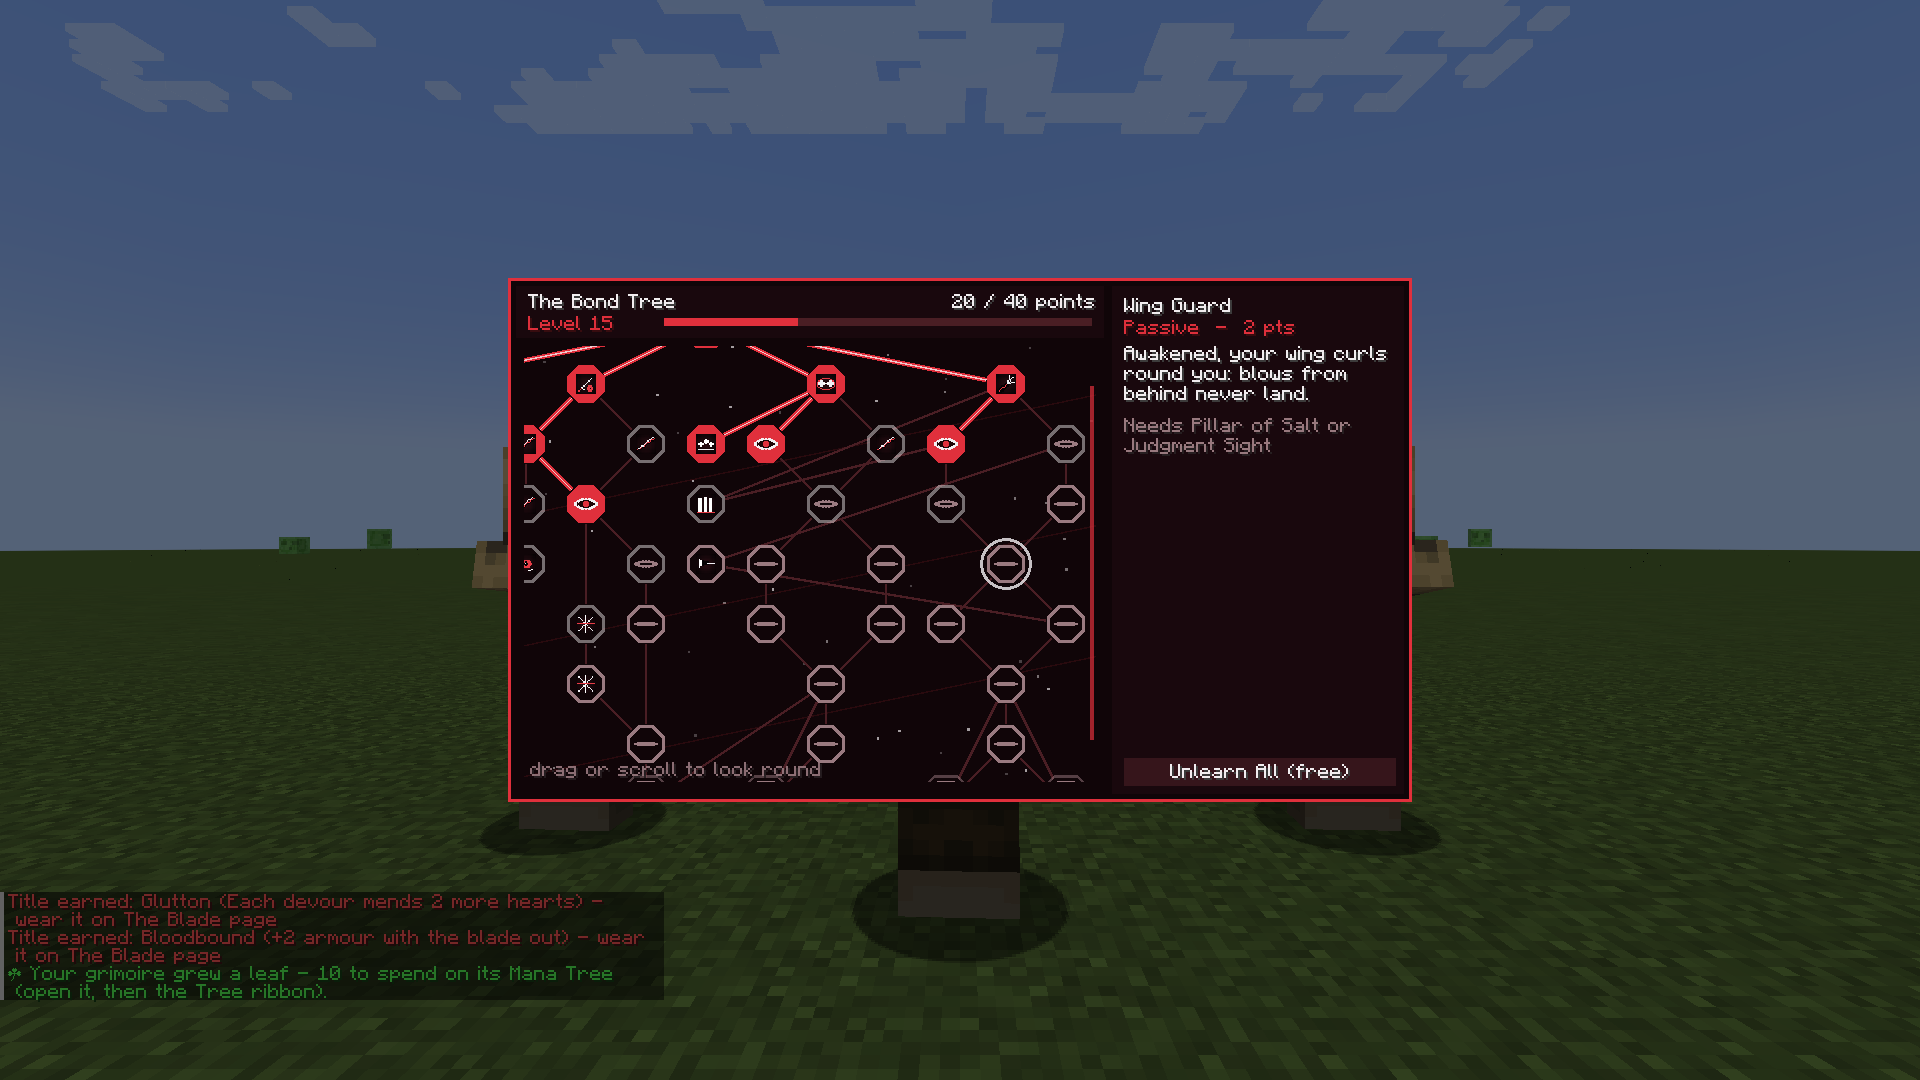 The Bond Tree
20 / 40 points
Level 15
Wing Guard
Passive - 2 pts
Awakened, your wing curls
round you: blows from
behind never land.
Needs Pillar of Salt or
Judgment Sight
drag or scroll to look round
Unlearn All (free)
Title earned: Glutton (Each devour mends 2 more hearts) -
wear it on The Blade page
Title earned: Bloodbound (+2 armour with the blade out) - wear
it on The Blade page
☘ Your grimoire grew a leaf - 10 to spend on its Mana Tree
(open it, then the Tree ribbon).